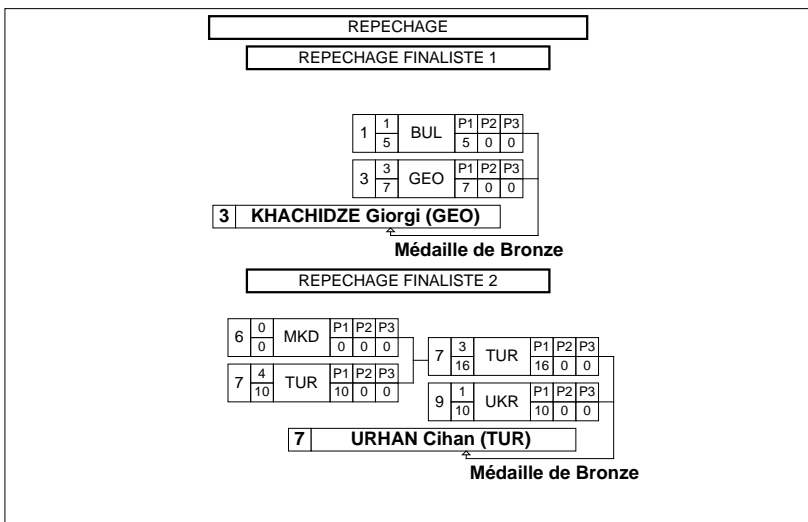 REPECHAGE
REPECHAGE FINALISTE 1
1 1 BUL P1 P2 P3
5 5 0 0
3 3 GEO P1 P2 P3
7 7 0 0
3 KHACHIDZE Giorgi (GEO)
Médaille de Bronze
REPECHAGE FINALISTE 2
6 0 MKD P1 P2 P3
0 0 0 0
7 3 TUR P1 P2 P3
16 16 0 0
7 4 TUR P1 P2 P3
10 10 0 0
9 1 UKR P1 P2 P3
10 10 0 0
7 URHAN Cihan (TUR)
Médaille de Bronze